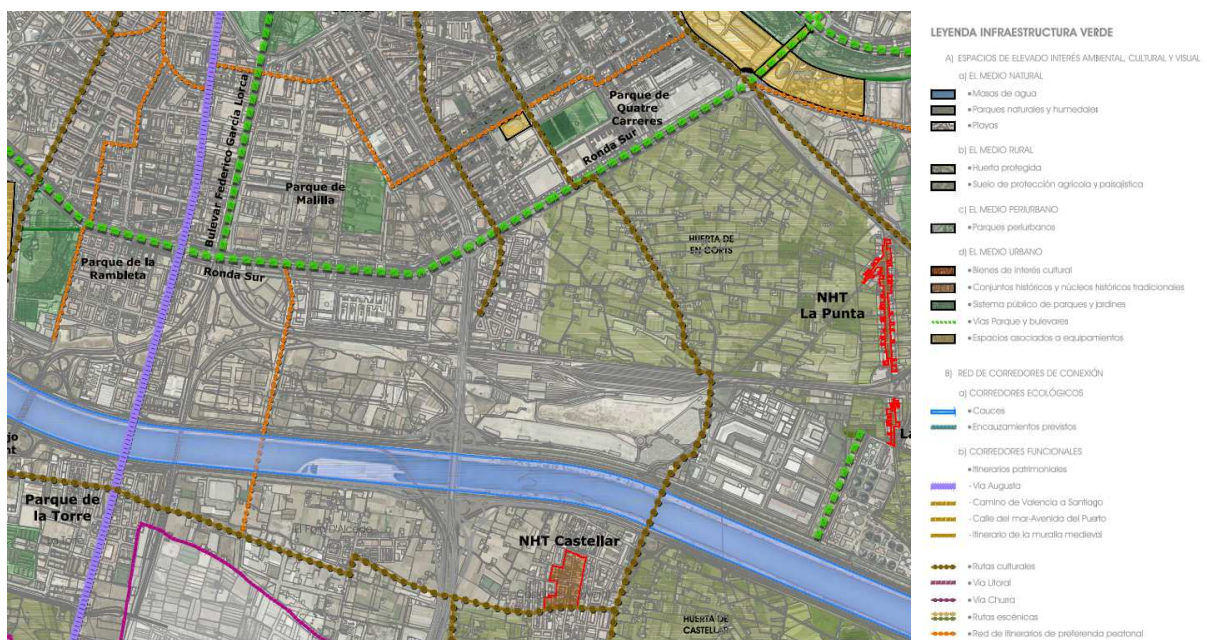 Parque de
Quatre
Carreres
Ronda Sur
Bulevar Federico García Lorca
Parque de
Malilla
Parque de la
Rambleta
Ronda Sur
HUERTA DE
EN CORTS
NHT
La Punta
La
Parque de
la Torre
NHT Castellar
HUERTA DE
CASTELLAR
LEYENDA INFRAESTRUCTURA VERDE
A) ESPACIOS DE ELEVADO INTERÉS AMBIENTAL, CULTURAL Y VISUAL
a) EL MEDIO NATURAL
• Masas de agua
• Parques naturales y humedales
• Playas
b) EL MEDIO RURAL
• Huerta protegida
• Suelo de protección agrícola y paisajística
c) EL MEDIO PERIURBANO
• Parques periurbanos
d) EL MEDIO URBANO
• Bienes de interés cultural
• Conjuntos históricos y núcleos históricos tradicionales
• Sistema público de parques y jardines
• Vías Parque y bulevares
• Espacios asociados a equipamientos
B) RED DE CORREDORES DE CONEXIÓN
a) CORREDORES ECOLÓGICOS
• Cauces
• Encauzamientos previstos
b) CORREDORES FUNCIONALES
• Itinerarios patrimoniales
- Vía Augusta
- Camino de Valencia a Santiago
- Calle del mar-Avenida del Puerto
- Itinerario de la muralla medieval
• Rutas culturales
• Vía Litoral
• Vía Churra
• Rutas escénicas
• Red de itinerarios de preferencia peatonal